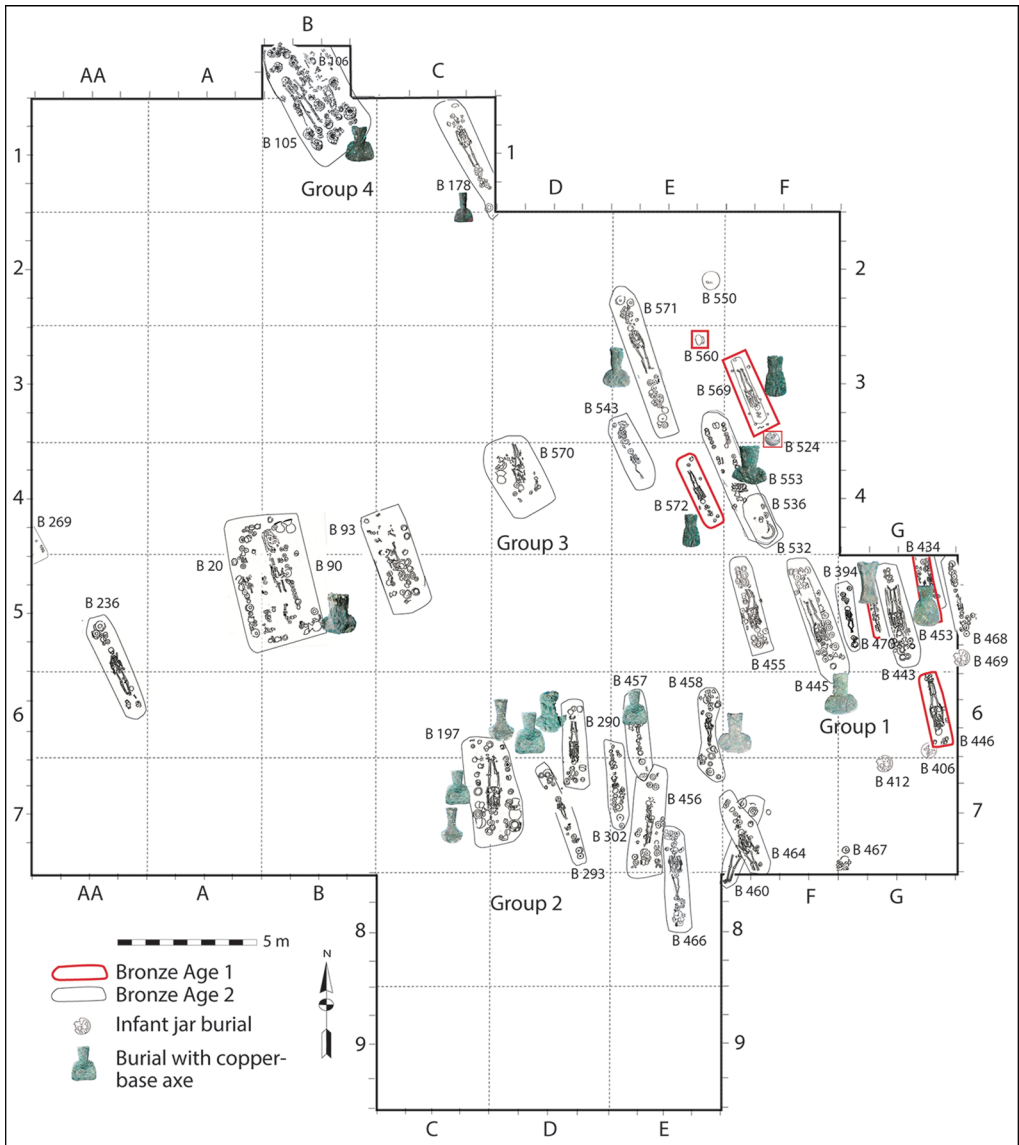 B
AA
A
C
B 106
B 105
1
1
Group 4
B 178
D
E
F
2
2
B 550
B 571
B 560
3
B 569
3
B 543
B 524
B 570
B 553
B 572
B 536
4
4
B 269
B 93
Group 3
G
B 20
B 90
B 532
B 434
B 394
5
B 236
5
B 470
B 453
B 468
B 455
B 469
B 443
B 445
B 457
B 458
6
B 197
B 290
Group 1
6
B 446
B 406
B 412
7
B 456
7
B 302
B 464
B 467
B 293
AA
A
B
B 460
F
G
Group 2
8
B 466
8
5 m
N
Bronze Age 1
Bronze Age 2
Infant jar burial
9
9
Burial with copper-
base axe
C
D
E